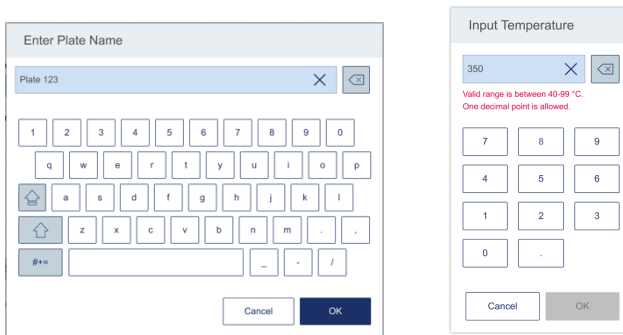 Enter Plate Name
Plate 123
1 2 3 4 5 6 7 8 9 0
q w e r t y u i o p
a s d f g h j k l
z x c v b n m . ,
#+= _ - /
Cancel OK
Input Temperature
350
Valid range is between 40-99 °C.
One decimal point is allowed.
7 8 9
4 5 6
1 2 3
0 .
Cancel OK